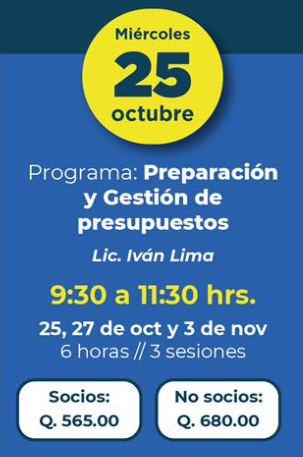 Miércoles
25
octubre
Programa: Preparación
y Gestión de
presupuestos
Lic. Iván Lima
9:30 a 11:30 hrs.
25, 27 de oct y 3 de nov
6 horas // 3 sesiones
Socios:
Q. 565.00
No socios:
Q. 680.00